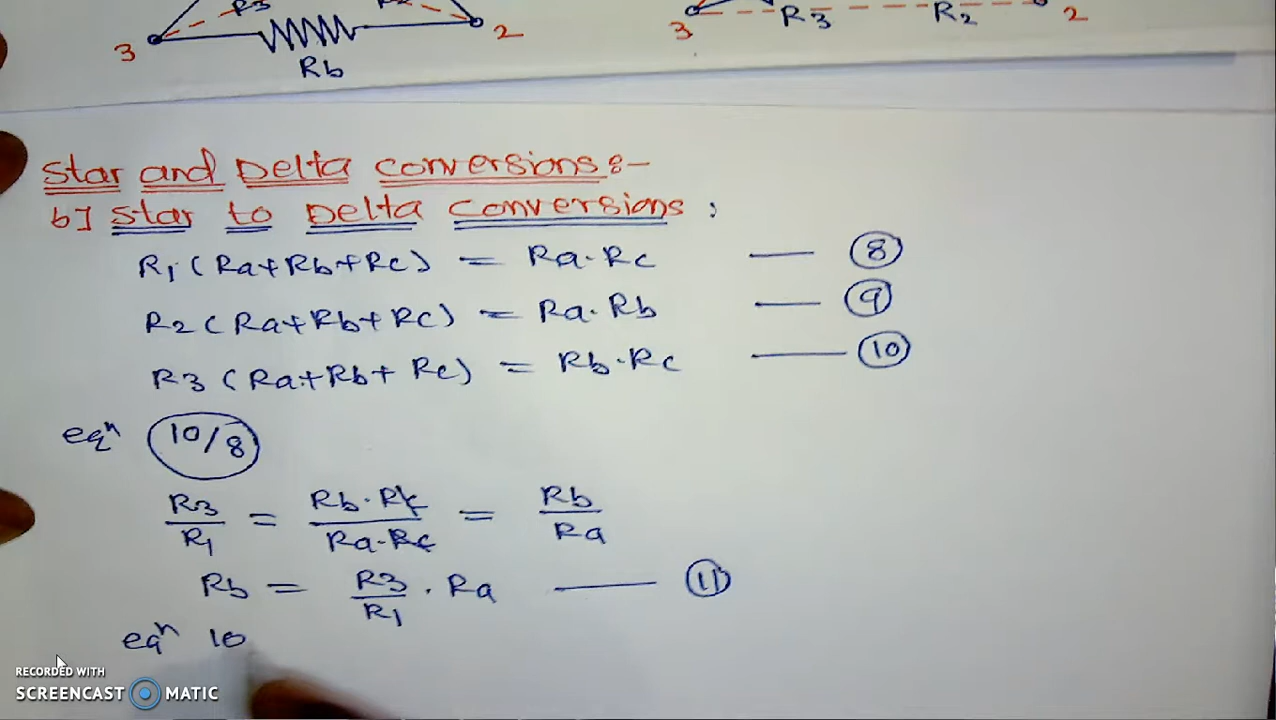 R3 R2
3 2 3 R3 R2 2
Rb
Star and Delta conversions:-
b] Star to Delta conversions :
R1 (Ra+Rb+Rc) = Ra·Rc — (8)
R2 (Ra+Rb+Rc) = Ra·Rb — (9)
R3 (Ra+Rb+Rc) = Rb·Rc — (10)
eqn (10/8)
R3/R1 = Rb·Rc/Ra·Rc = Rb/Ra
Rb = R3/R1 · Ra — (11)
eqn 10
RECORDED WITH
SCREENCAST MATIC